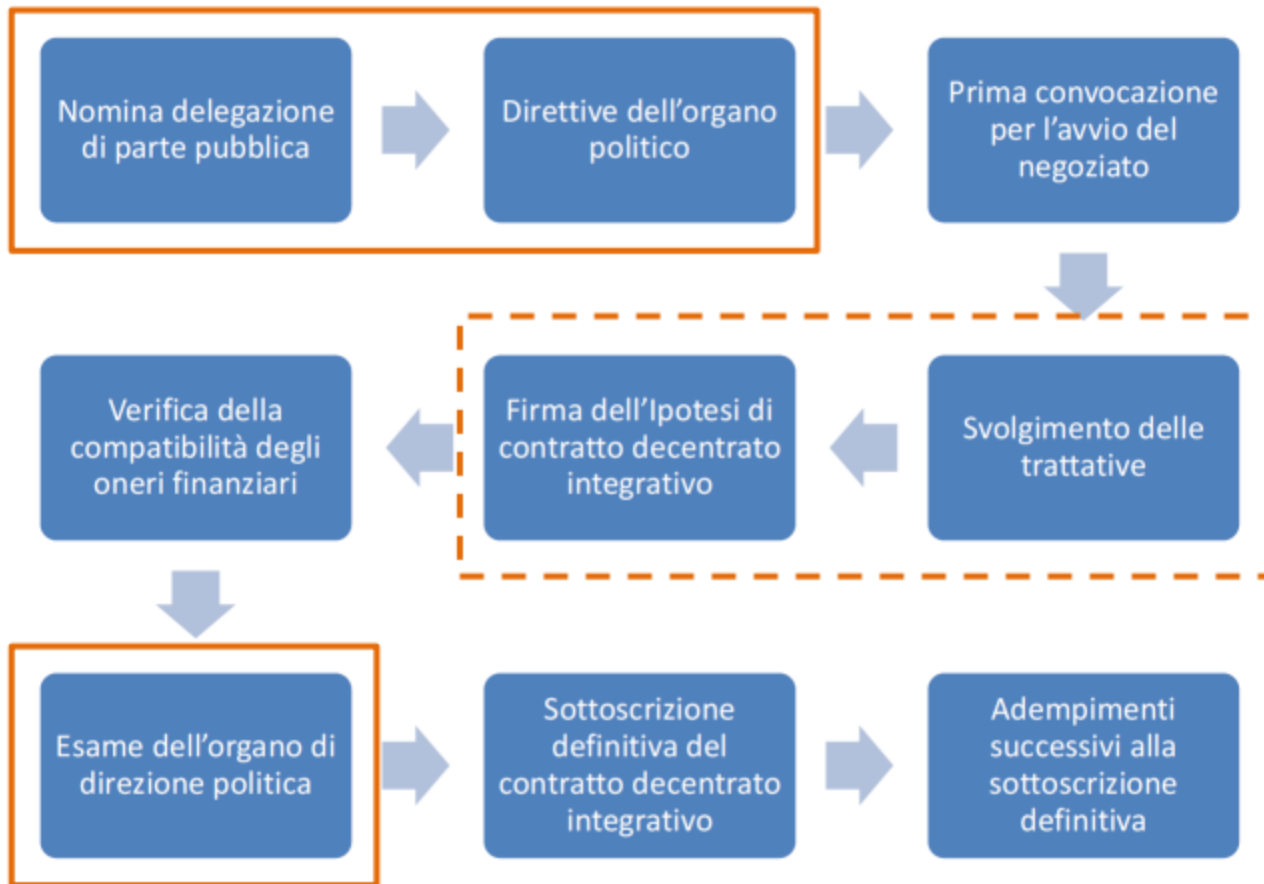 Nomina delegazione
di parte pubblica
Direttive dell’organo
politico
Prima convocazione
per l’avvio del
negoziato
Svolgimento delle
trattative
Firma dell’Ipotesi di
contratto decentrato
integrativo
Verifica della
compatibilità degli
oneri finanziari
Esame dell’organo di
direzione politica
Sottoscrizione
definitiva del
contratto decentrato
integrativo
Adempimenti
successivi alla
sottoscrizione
definitiva